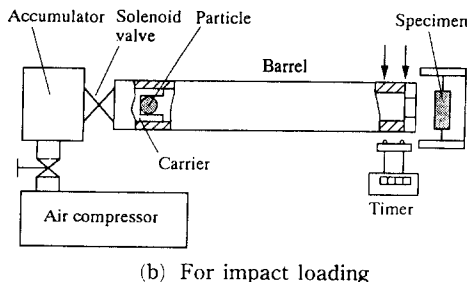 Accumulator
Solenoid
valve
Particle
Specimen
Barrel
Carrier
Air compressor
Timer
(b) For impact loading